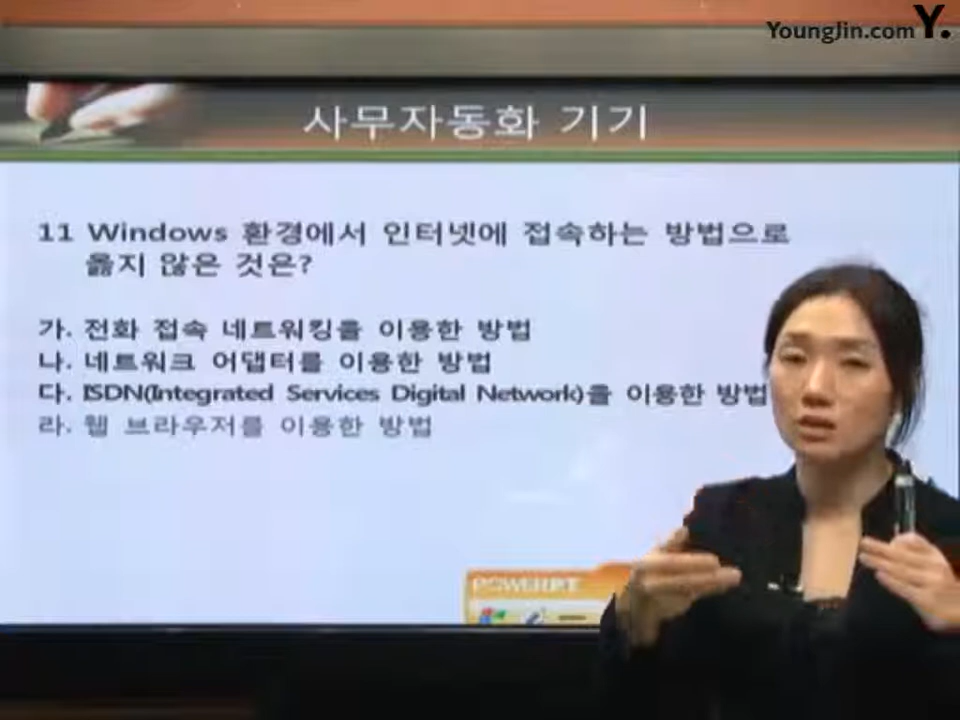 YoungJin.com Y.
사무자동화 기기
11 Windows 환경에서 인터넷에 접속하는 방법으로
옳지 않은 것은?
가. 전화 접속 네트워킹을 이용한 방법
나. 네트워크 어댑터를 이용한 방법
다. ISDN(Integrated Services Digital Network)을 이용한 방법
라. 웹 브라우저를 이용한 방법